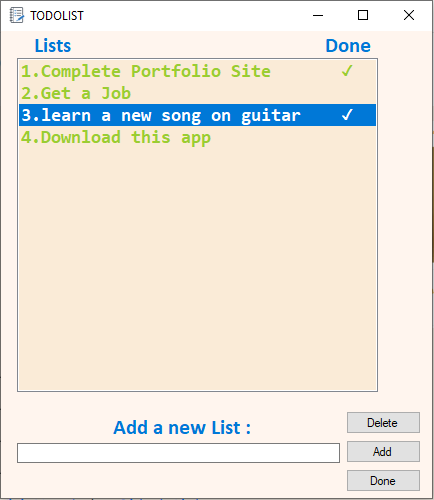 TODOLIST
Lists Done
1.Complete Portfolio Site ✓
2.Get a Job
3.learn a new song on guitar ✓
4.Download this app
Delete
Add a new List :
Add
Done